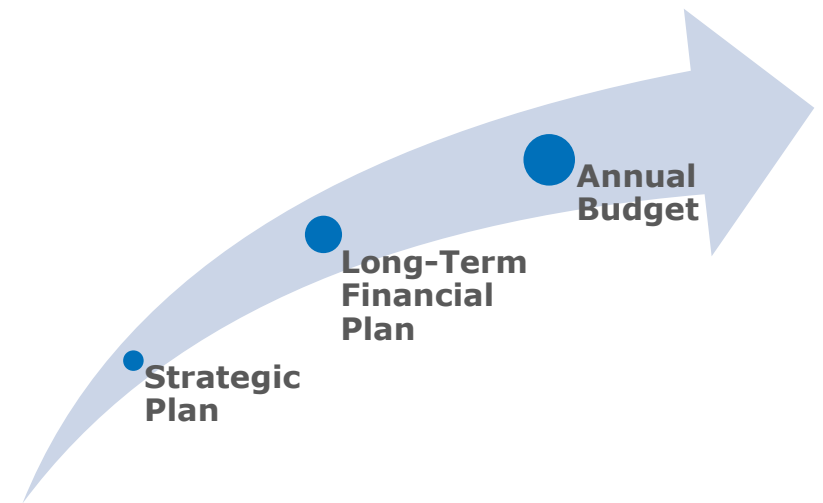 Strategic
Plan
Long-Term
Financial
Plan
Annual
Budget